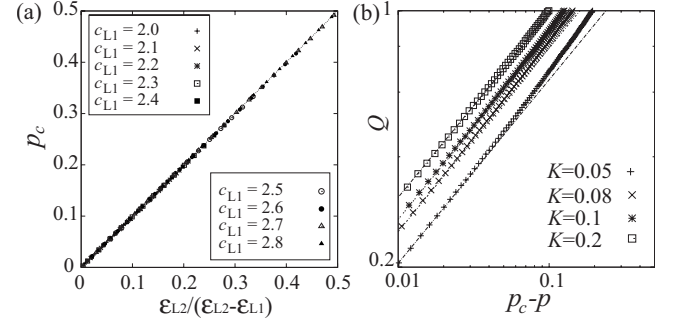 (a)
p_c
0.5
0.4
0.3
0.2
0.1
0
0 0.1 0.2 0.3 0.4 0.5
ε_L2/(ε_L2-ε_L1)
c_L1 = 2.0
c_L1 = 2.1
c_L1 = 2.2
c_L1 = 2.3
c_L1 = 2.4
c_L1 = 2.5
c_L1 = 2.6
c_L1 = 2.7
c_L1 = 2.8
(b)
Q
1
0.2
0.01 0.1
p_c-p
K=0.05
K=0.08
K=0.1
K=0.2